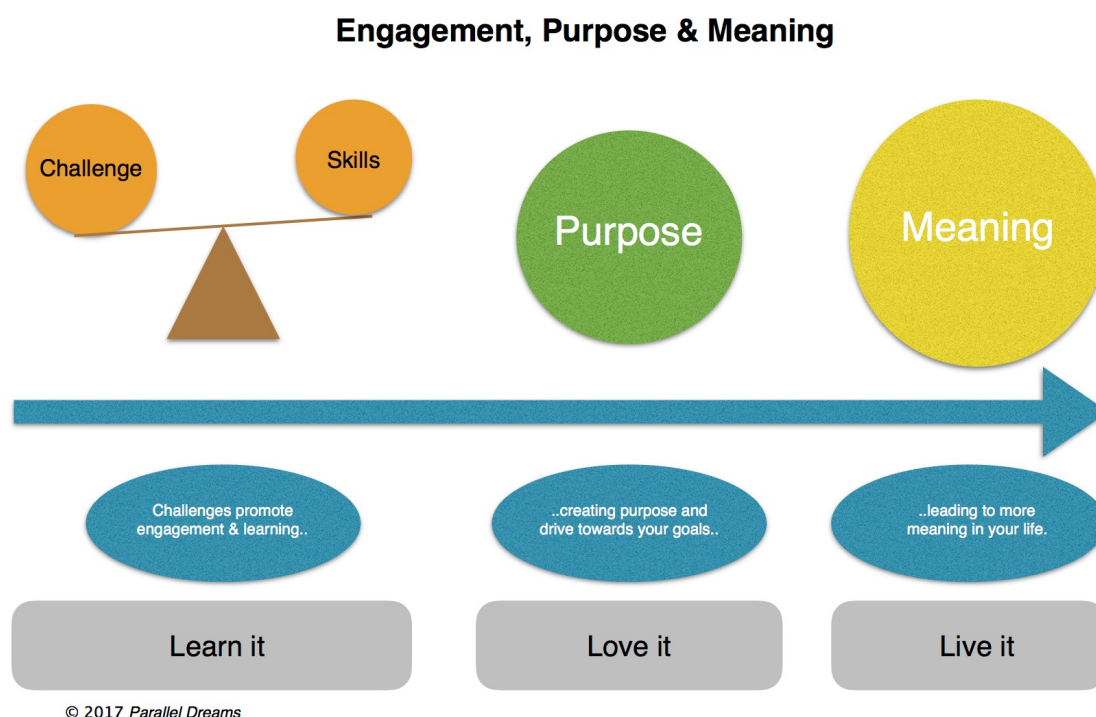 Engagement, Purpose & Meaning
Challenge
Skills
Purpose
Meaning
Challenges promote
engagement & learning..
..creating purpose and
drive towards your goals..
..leading to more
meaning in your life.
Learn it
Love it
Live it
© 2017 Parallel Dreams